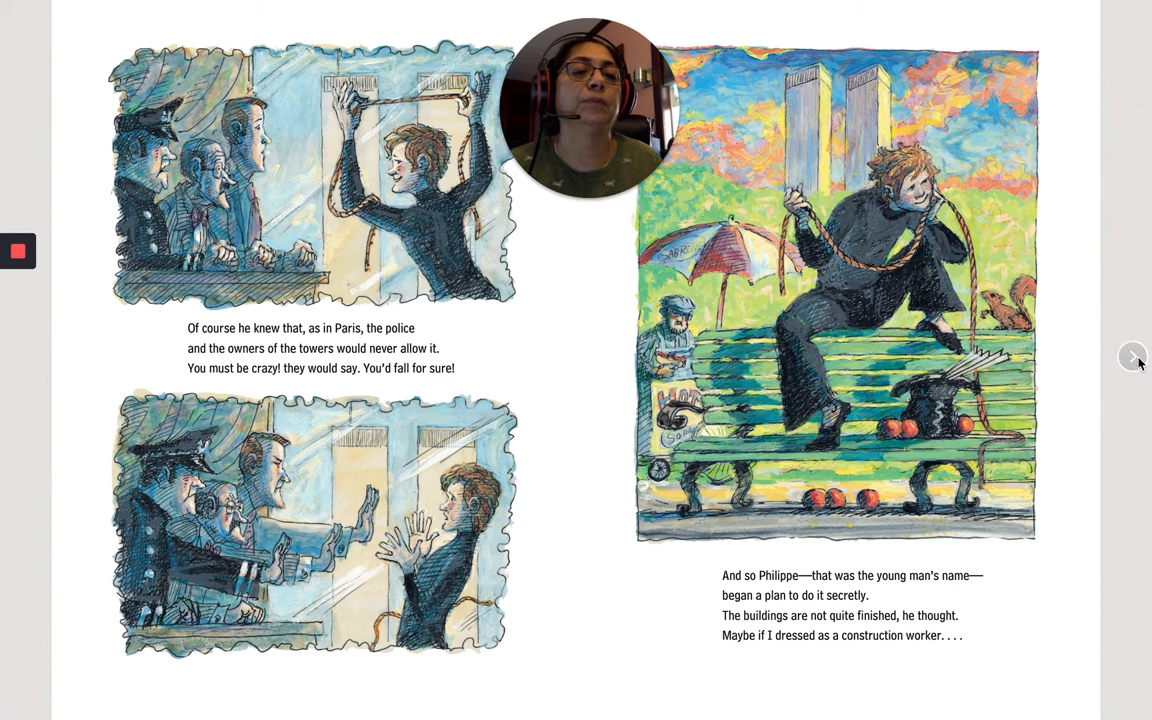 Of course he knew that, as in Paris, the police
and the owners of the towers would never allow it.
You must be crazy! they would say. You'd fall for sure!
SABRE
HOT
And so Philippe—that was the young man's name—
began a plan to do it secretly.
The buildings are not quite finished, he thought.
Maybe if I dressed as a construction worker. . . .